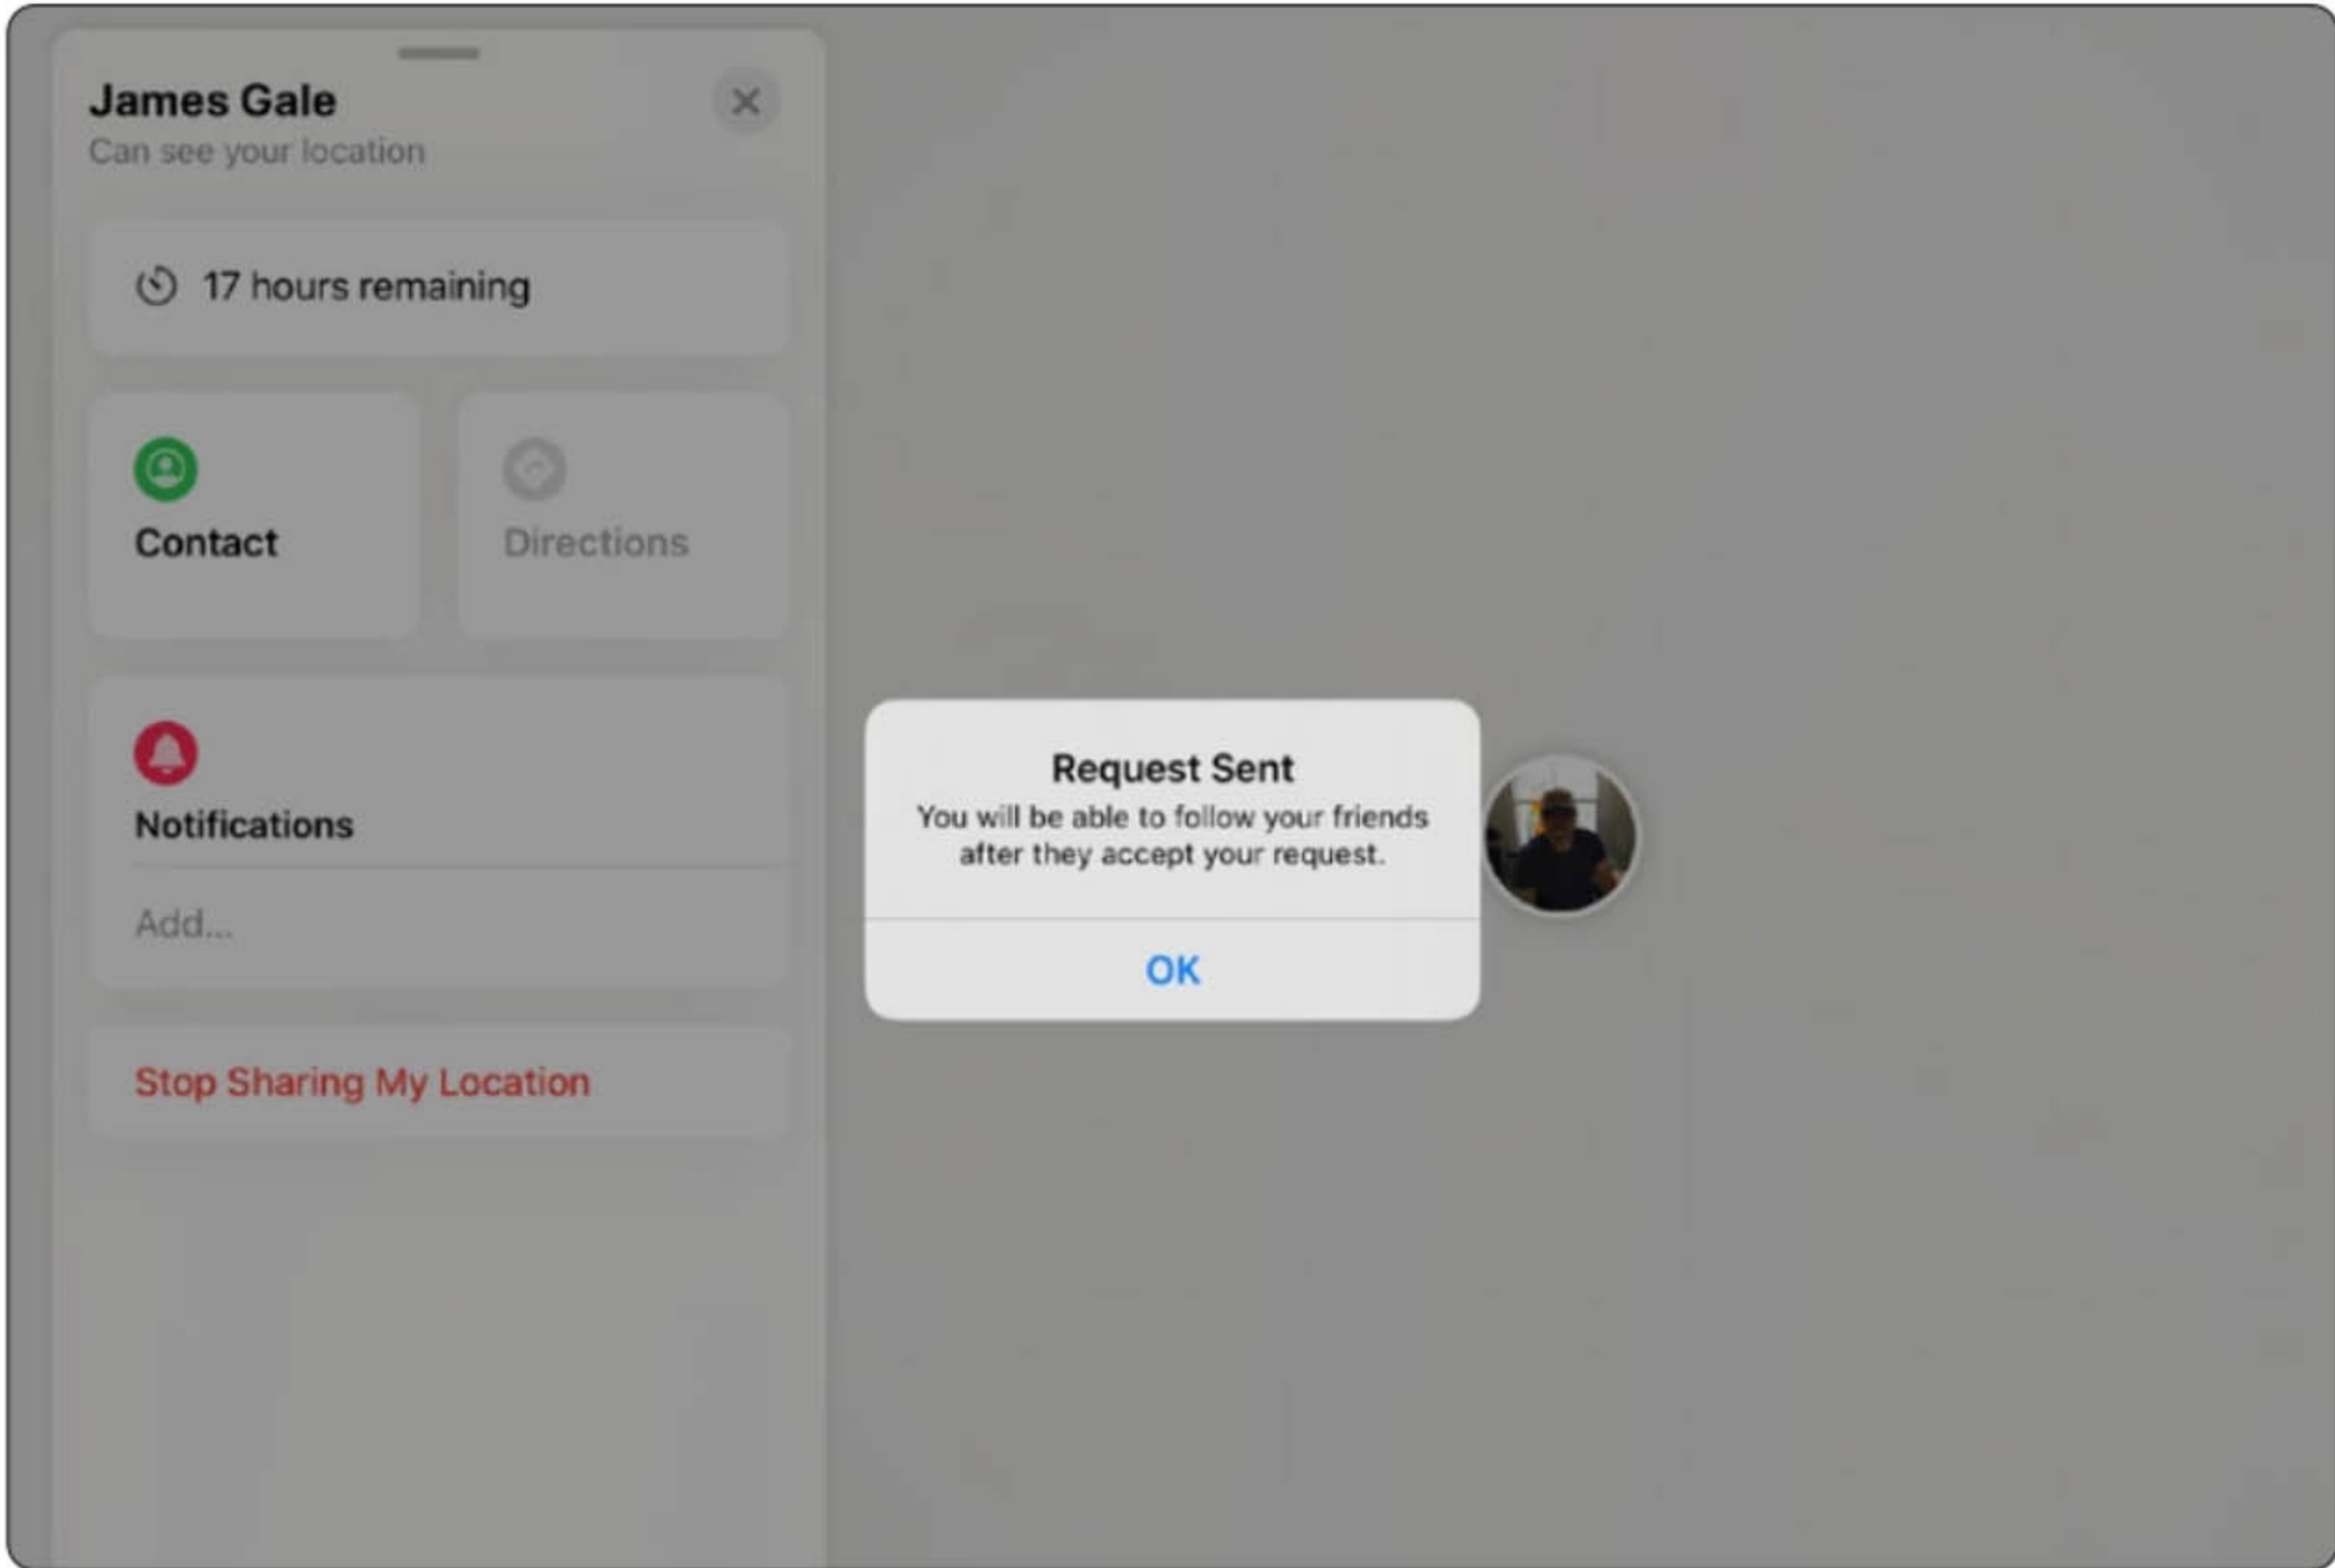 James Gale
Can see your location
17 hours remaining
Contact
Directions
Notifications
Add...
Stop Sharing My Location
Request Sent
You will be able to follow your friends
after they accept your request.
OK